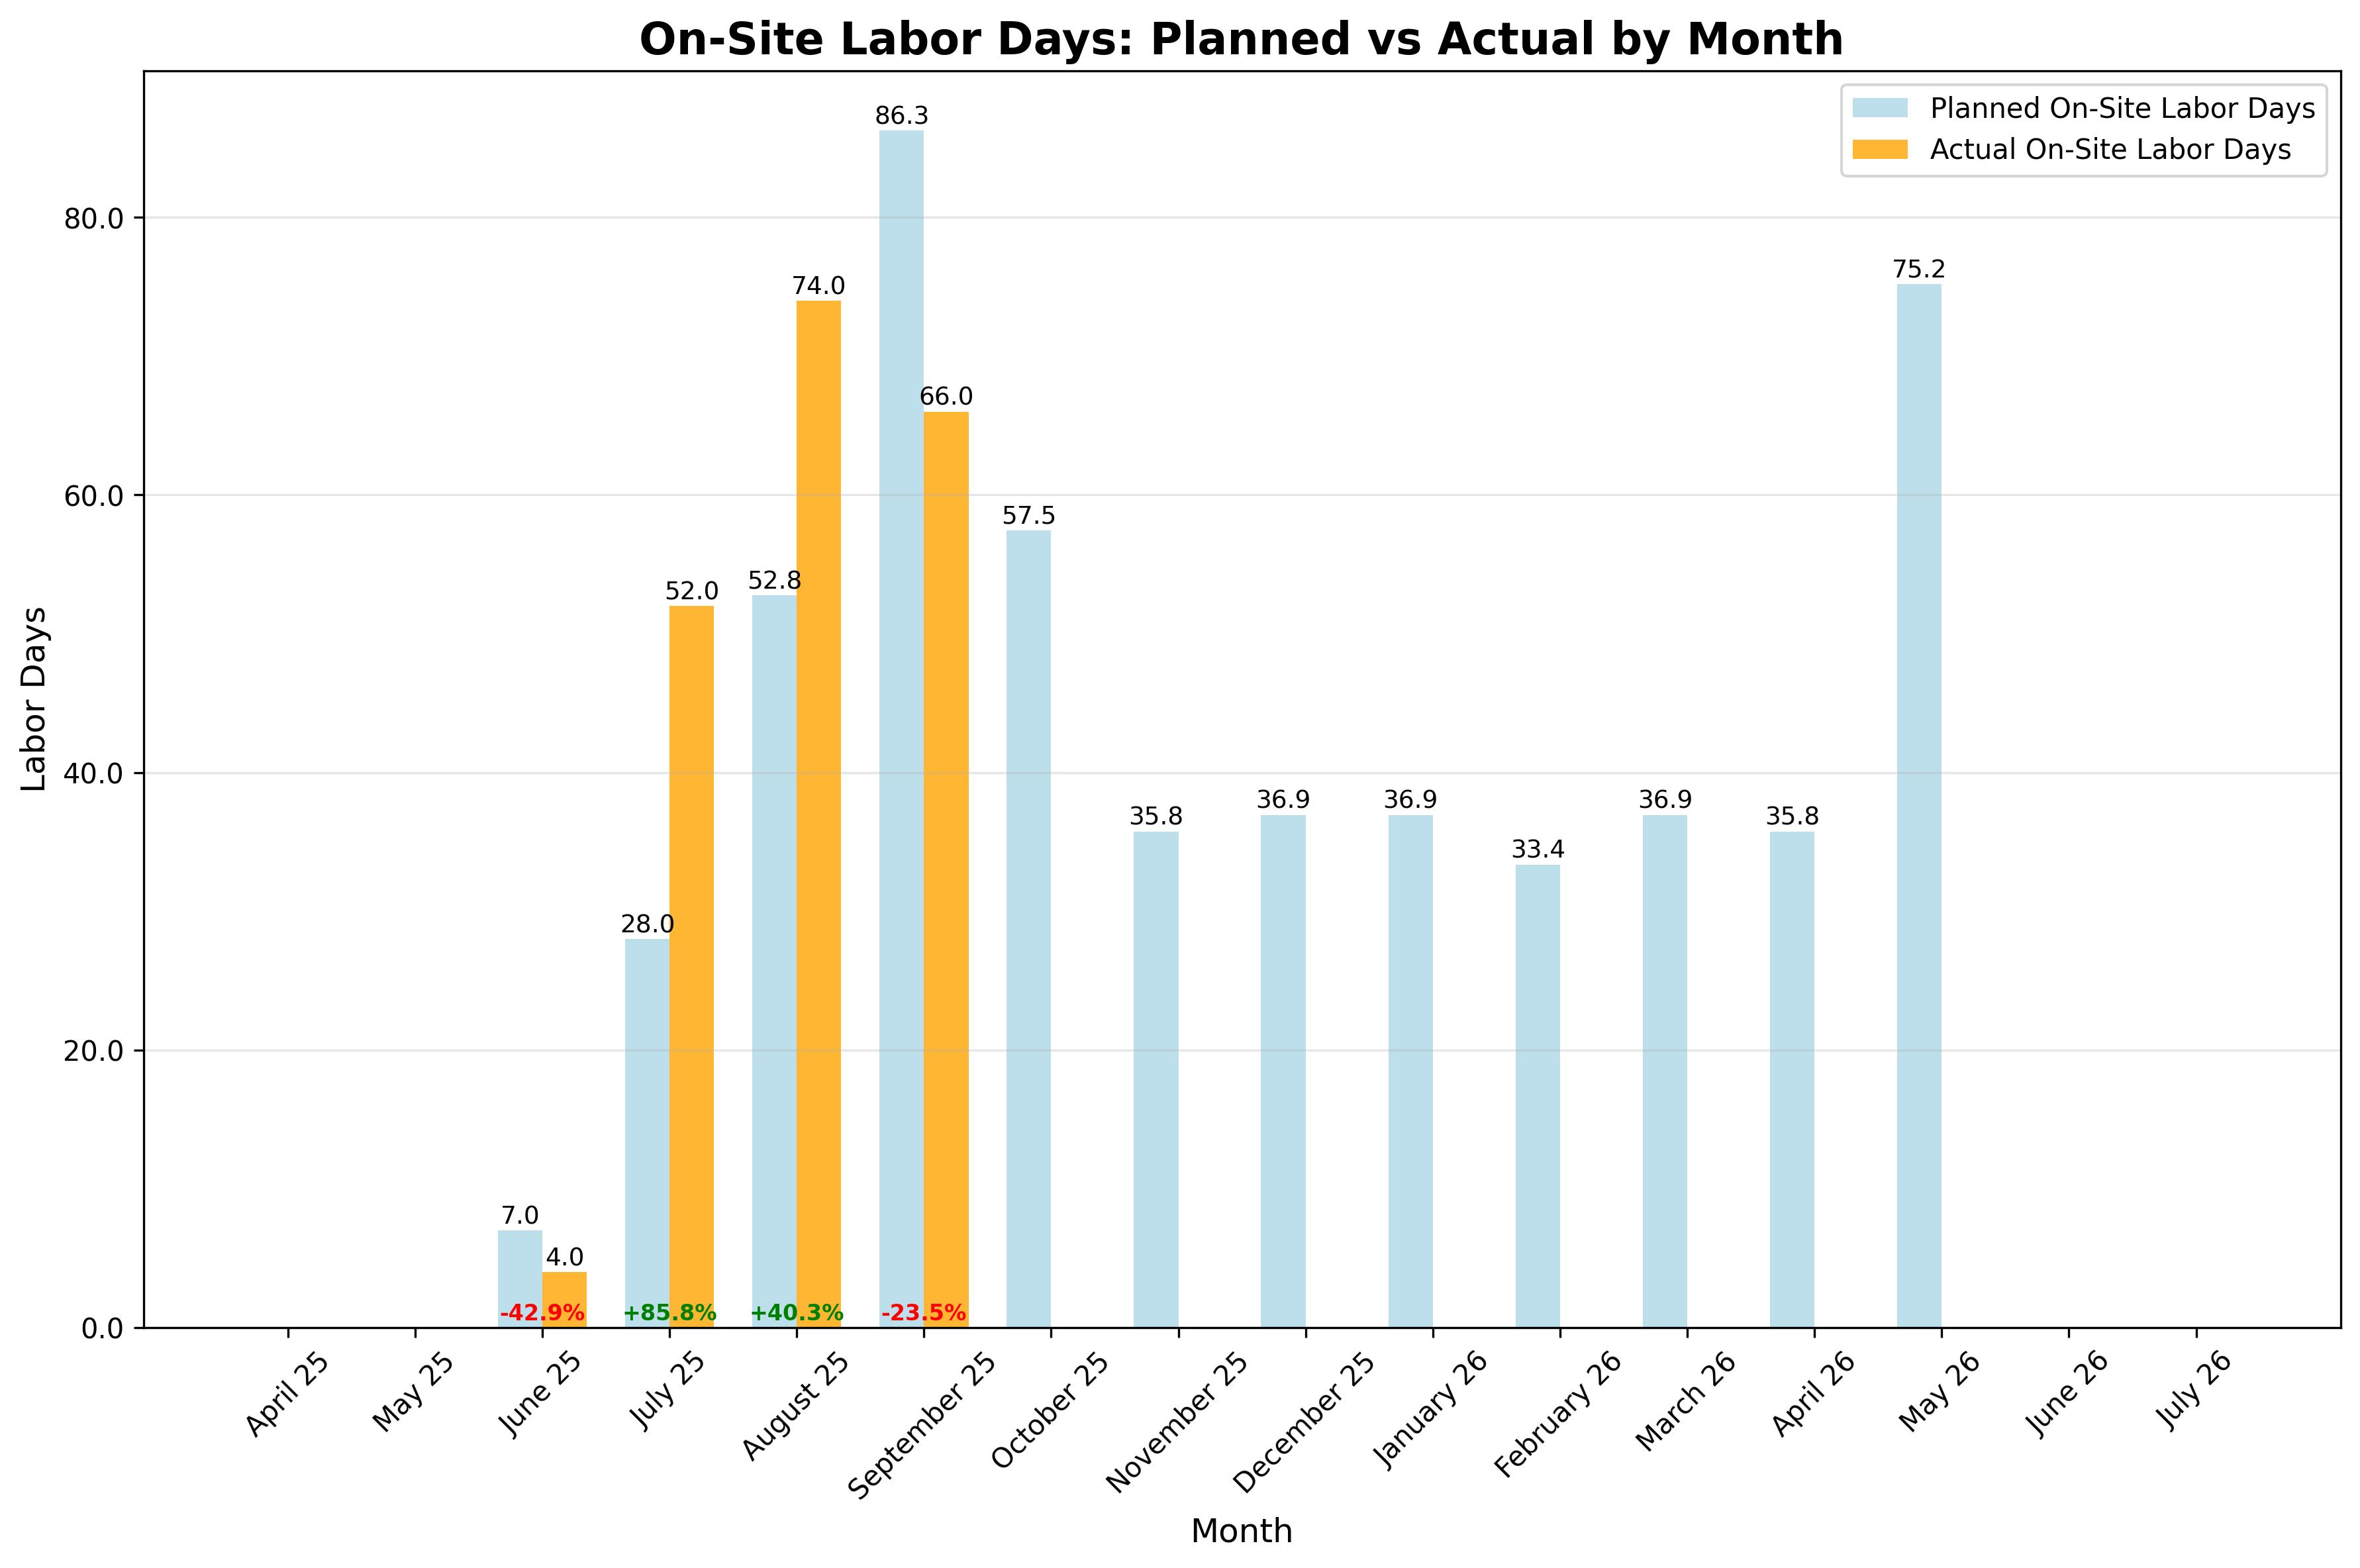 On-Site Labor Days: Planned vs Actual by Month
Planned On-Site Labor Days
Actual On-Site Labor Days
Labor Days
80.0
60.0
40.0
20.0
0.0
7.0
4.0
-42.9%
28.0
52.0
+85.8%
52.8
74.0
+40.3%
86.3
66.0
-23.5%
57.5
35.8
36.9
36.9
33.4
36.9
35.8
75.2
April 25
May 25
June 25
July 25
August 25
September 25
October 25
November 25
December 25
January 26
February 26
March 26
April 26
May 26
June 26
July 26
Month